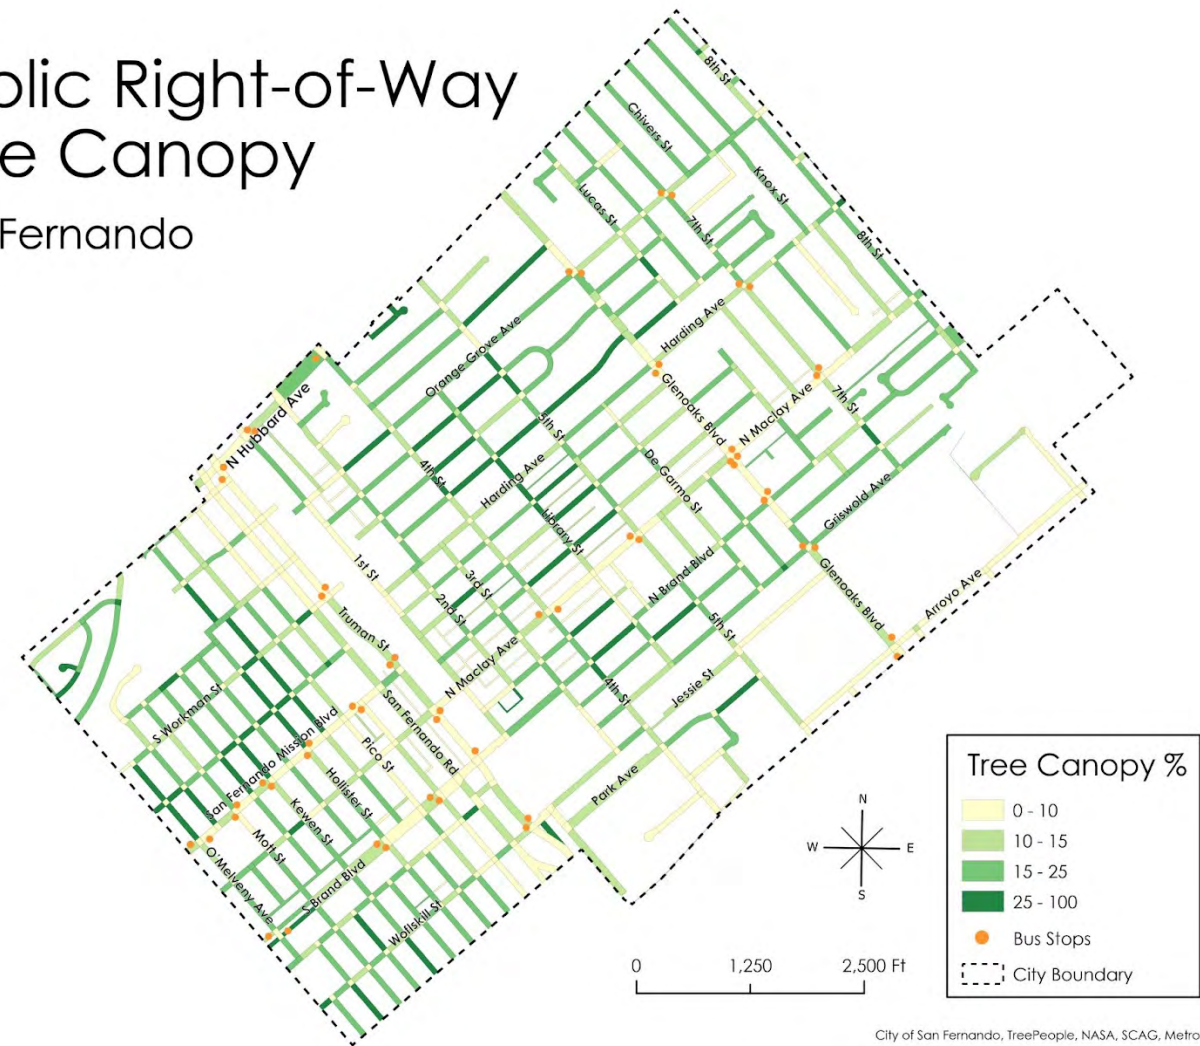 blic Right-of-Way
e Canopy
Fernando
8th St
Chivers St
Knox St
Lucas St
7th St
8th St
Harding Ave
Orange Grove Ave
Glenoaks Blvd
N Maclay Ave
7th St
N Hubbard Ave
5th St
4th St
Harding Ave
De Garmo St
Griswold Ave
Library St
1st St
3rd St
2nd St
N Brand Blvd
Glenoaks Blvd
Arroyo Ave
Truman St
5th St
N Maclay Ave
4th St
Jessie St
S Workman St
San Fernando Rd
San Fernando Mission Blvd
Pico St
Hollister St
Park Ave
Kewen St
Mott St
O'Melveny Ave
S Brand Blvd
Wolfskill St
Tree Canopy %
0 - 10
10 - 15
15 - 25
25 - 100
Bus Stops
City Boundary
N
W E
S
0 1,250 2,500 Ft
City of San Fernando, TreePeople, NASA, SCAG, Metro